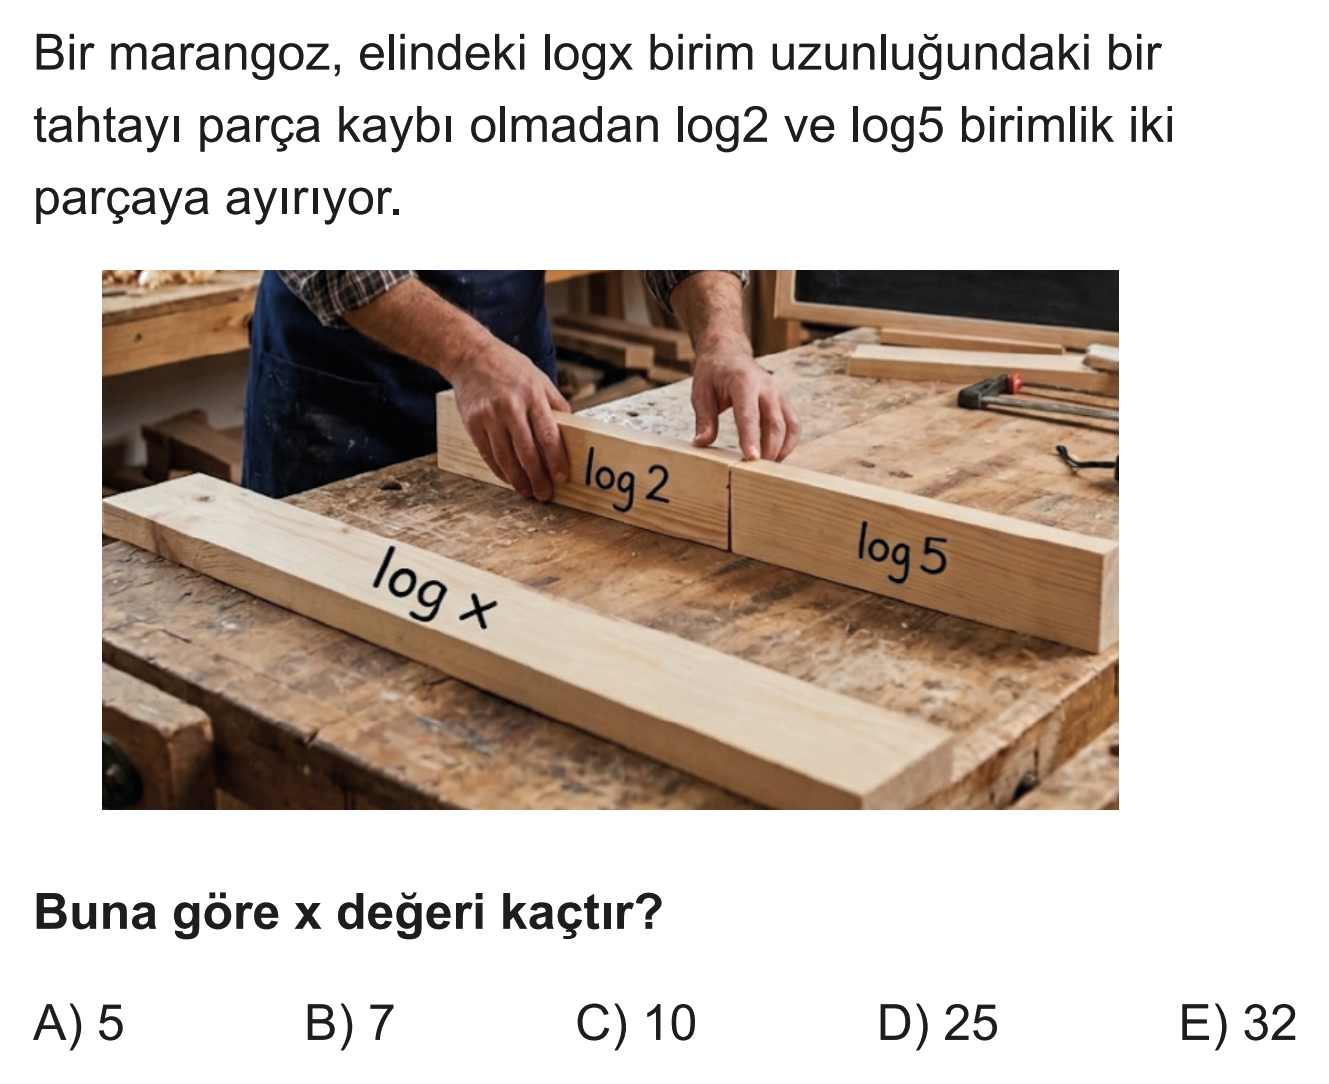 Bir marangoz, elindeki logx birim uzunluğundaki bir
tahtayı parça kaybı olmadan log2 ve log5 birimlik iki
parçaya ayırıyor.
log 2
log 5
log x
Buna göre x değeri kaçtır?
A) 5 B) 7 C) 10 D) 25 E) 32